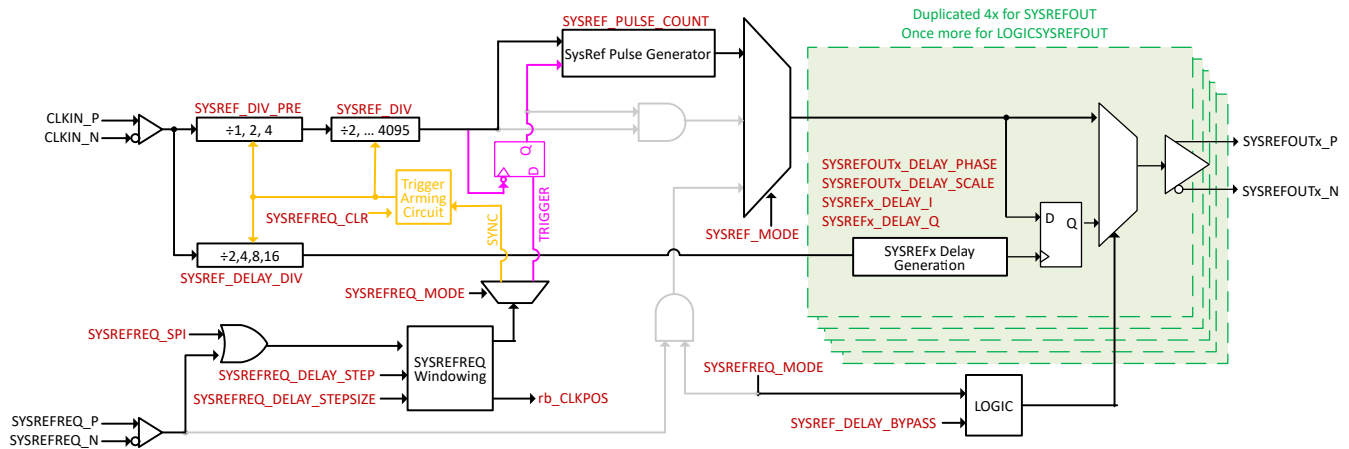 Duplicated 4x for SYSREFOUT
Once more for LOGICSYSREFOUT
SYSREF_PULSE_COUNT
SysRef Pulse Generator
SYSREF_DIV_PRE
SYSREF_DIV
CLKIN_P
CLKIN_N
÷1, 2, 4
÷2, ... 4095
Q
D
Trigger
Arming
Circuit
SYSREFREQ_CLR
SYNC
TRIGGER
÷2,4,8,16
SYSREF_DELAY_DIV
SYSREF_MODE
SYSREFOUTx_DELAY_PHASE
SYSREFOUTx_DELAY_SCALE
SYSREFx_DELAY_I
SYSREFx_DELAY_Q
SYSREFx Delay
Generation
D
Q
SYSREFOUTx_P
SYSREFOUTx_N
SYSREFREQ_MODE
SYSREFREQ_SPI
SYSREFREQ
Windowing
SYSREFREQ_DELAY_STEP
SYSREFREQ_DELAY_STEPSIZE
rb_CLKPOS
SYSREFREQ_P
SYSREFREQ_N
SYSREFREQ_MODE
LOGIC
SYSREF_DELAY_BYPASS